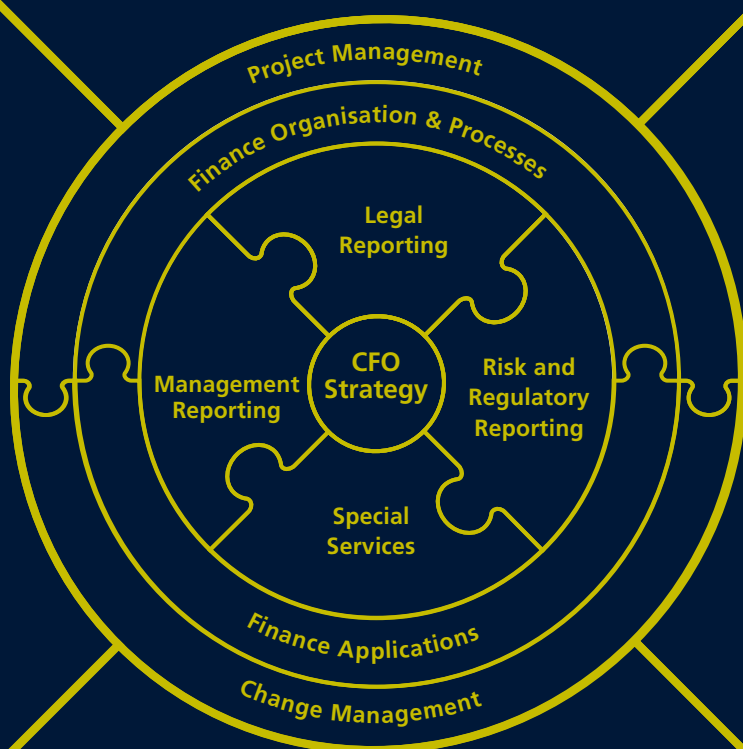 Project Management
Finance Organisation & Processes
Legal
Reporting
CFO
Strategy
Management
Reporting
Risk and
Regulatory
Reporting
Special
Services
Finance Applications
Change Management